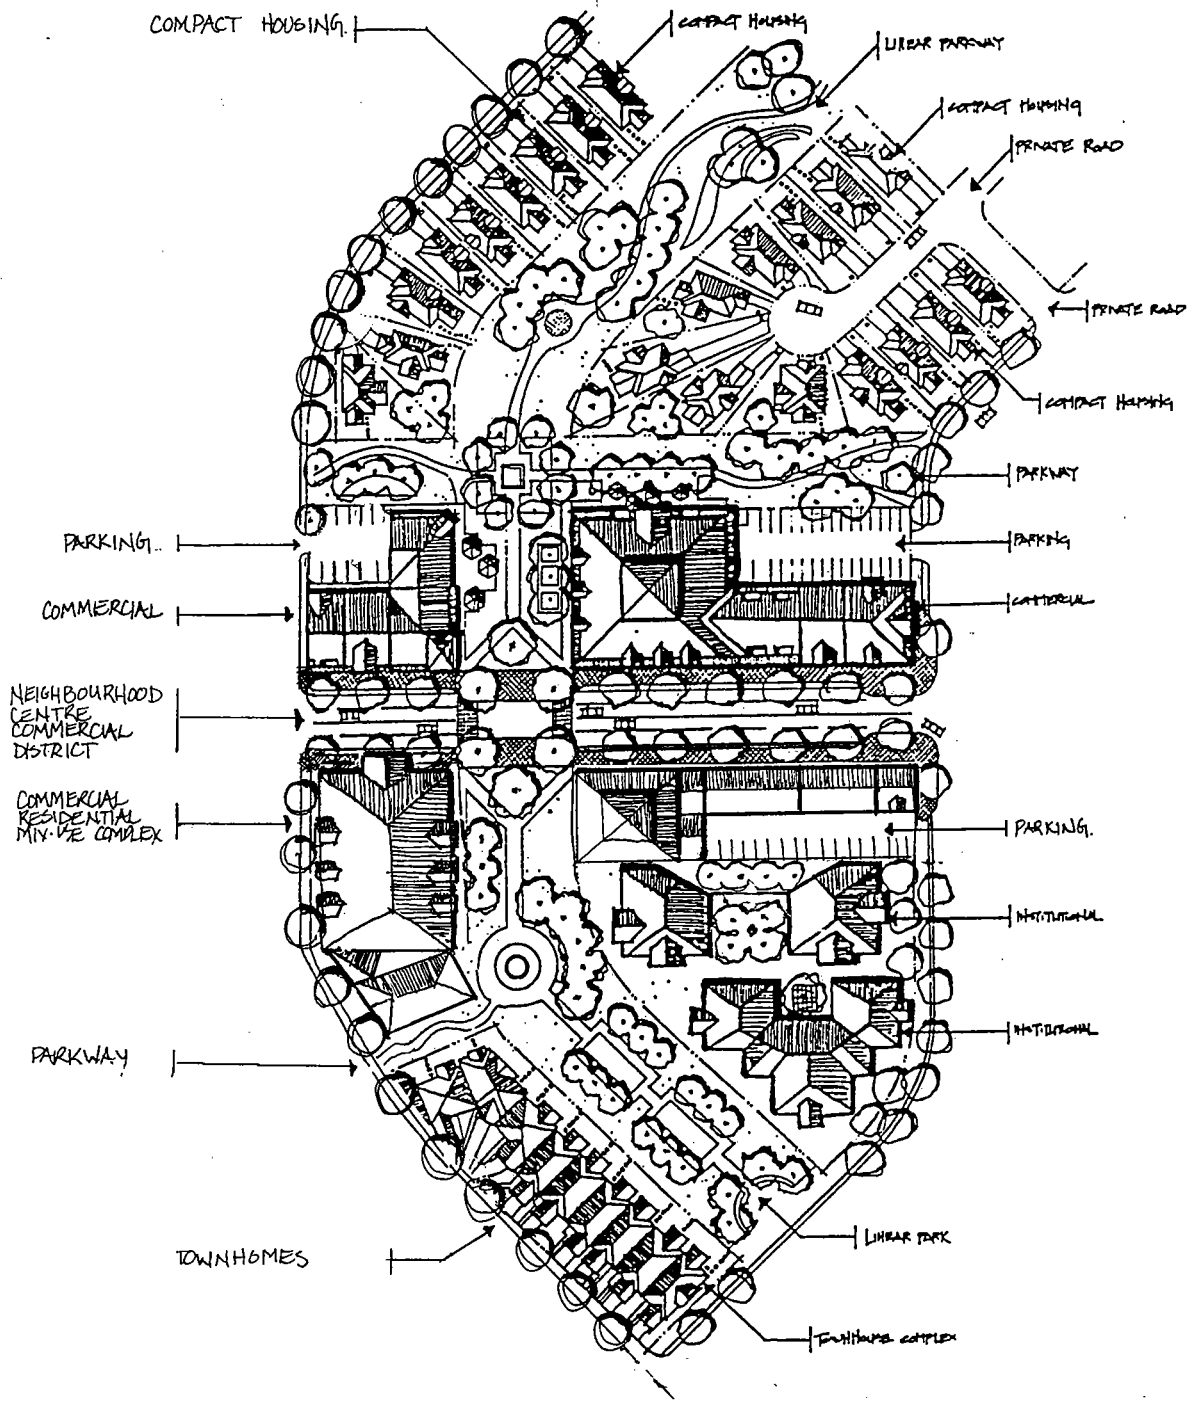 COMPACT HOUSING.
COMPACT HOUSING
LINEAR PARKWAY
COMPACT HOUSING
PRIVATE ROAD
PRIVATE ROAD
COMPACT HOUSING
PARKWAY
PARKING..
PARKING
COMMERCIAL
COMMERCIAL
NEIGHBOURHOOD
CENTRE
COMMERCIAL
DISTRICT
COMMERCIAL
RESIDENTIAL
MIX·USE COMPLEX
PARKING.
INSTITUTIONAL
INSTITUTIONAL
PARKWAY
LINEAR PARK
TOWNHOMES
TOWNHOUSE COMPLEX